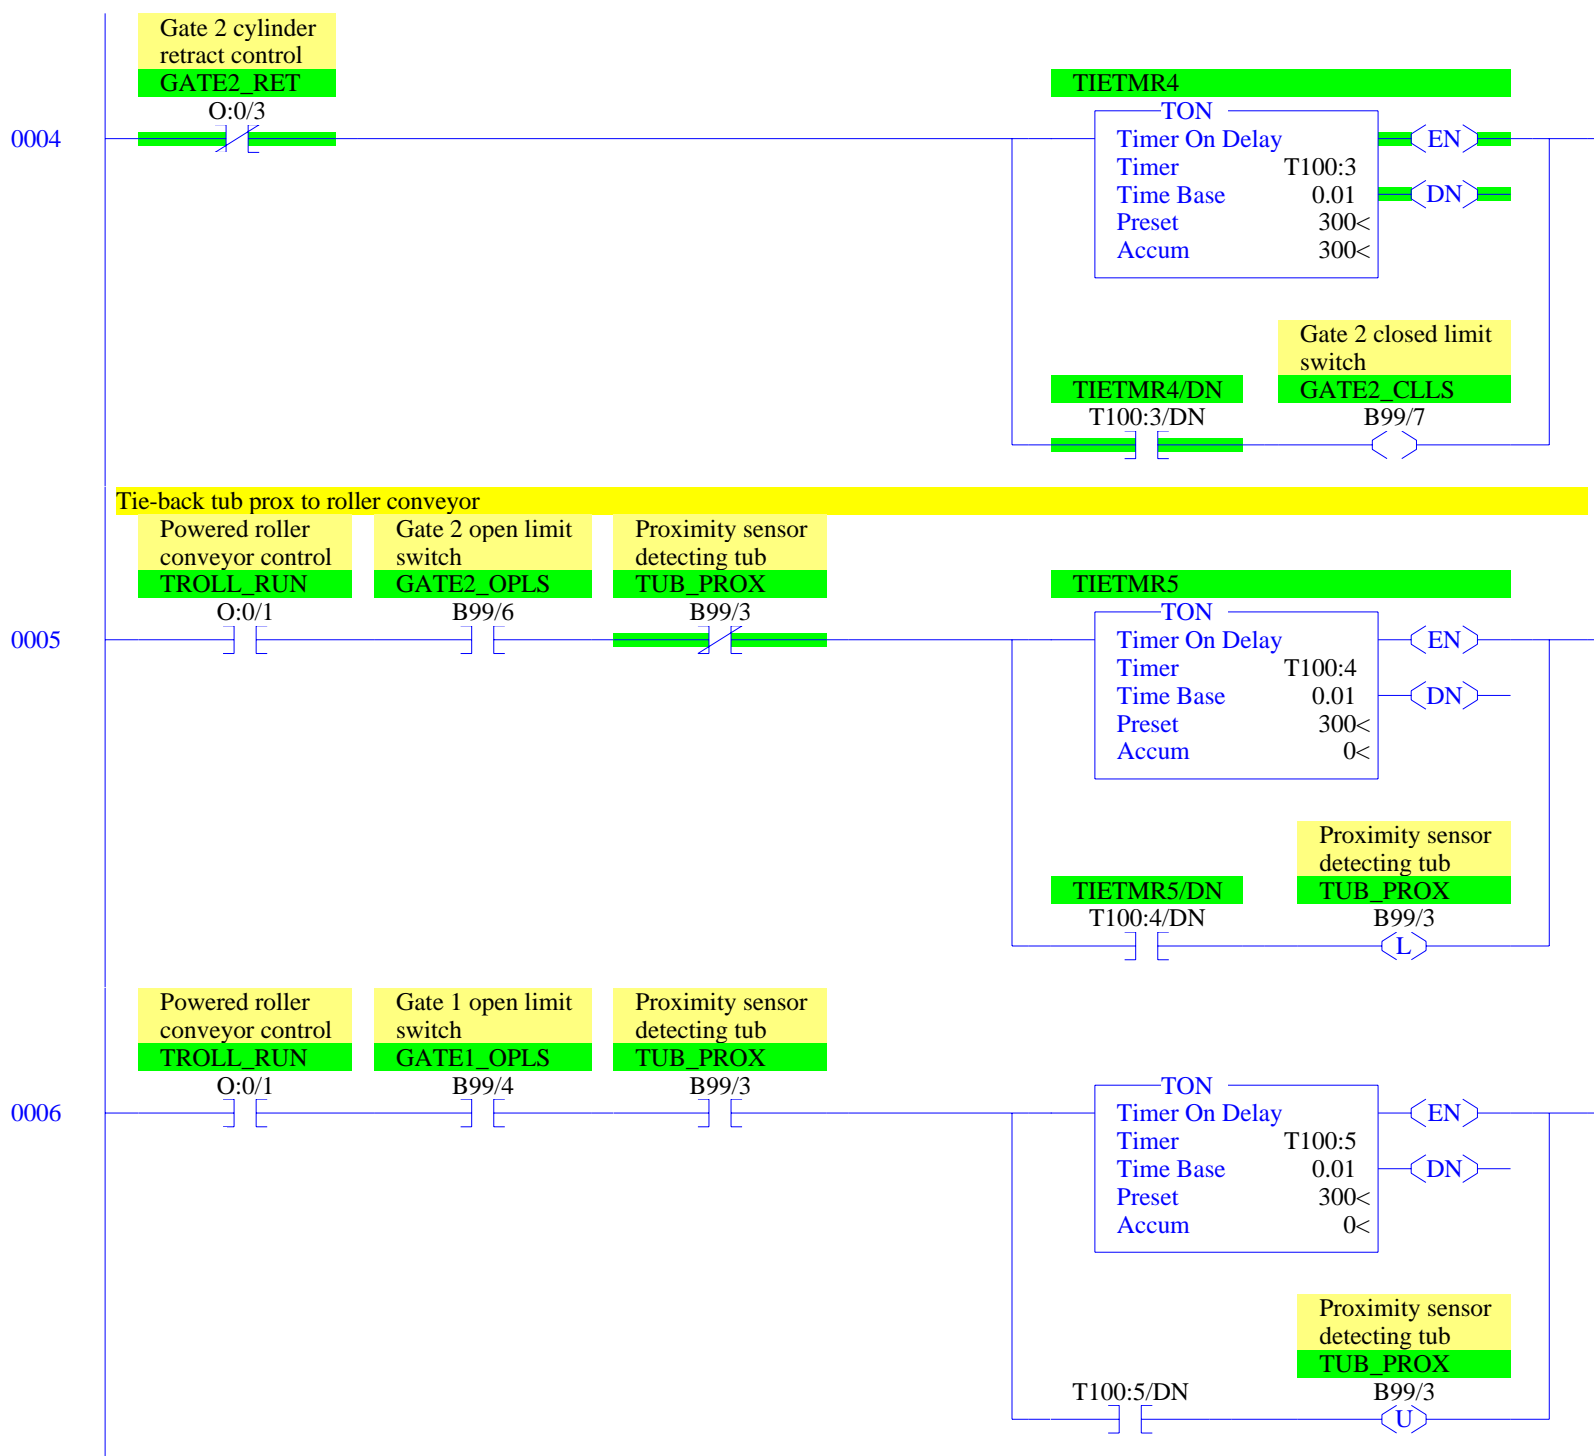 Gate 2 cylinder
retract control
GATE2_RET
O:0/3
0004
TIETMR4
TON
Timer On Delay
Timer T100:3
Time Base 0.01
Preset 300<
Accum 300<
EN
DN
Gate 2 closed limit
switch
TIETMR4/DN GATE2_CLLS
T100:3/DN B99/7
Tie-back tub prox to roller conveyor
Powered roller
conveyor control
TROLL_RUN
O:0/1
Gate 2 open limit
switch
GATE2_OPLS
B99/6
Proximity sensor
detecting tub
TUB_PROX
B99/3
0005
TIETMR5
TON
Timer On Delay
Timer T100:4
Time Base 0.01
Preset 300<
Accum 0<
EN
DN
Proximity sensor
detecting tub
TIETMR5/DN TUB_PROX
T100:4/DN B99/3
L
Powered roller
conveyor control
TROLL_RUN
O:0/1
Gate 1 open limit
switch
GATE1_OPLS
B99/4
Proximity sensor
detecting tub
TUB_PROX
B99/3
0006
TON
Timer On Delay
Timer T100:5
Time Base 0.01
Preset 300<
Accum 0<
EN
DN
Proximity sensor
detecting tub
TUB_PROX
T100:5/DN B99/3
U